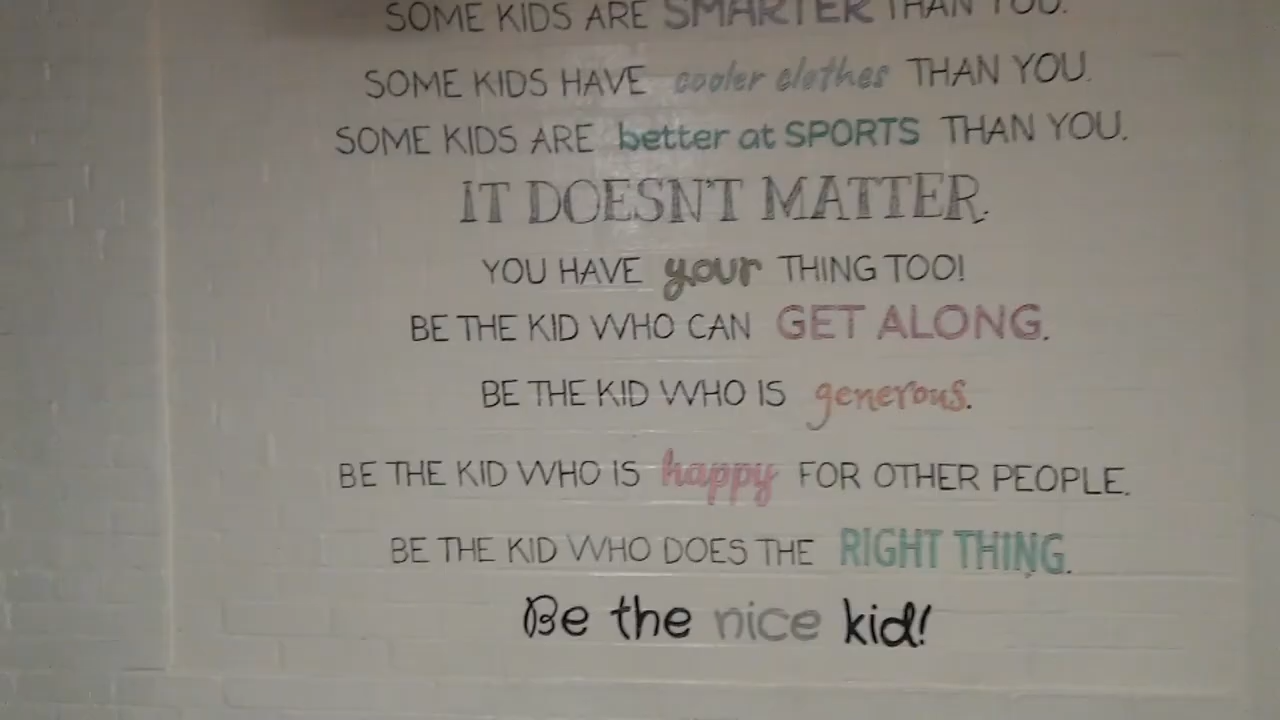 SOME KIDS ARE SMARTER THAN YOU.
SOME KIDS HAVE cooler clothes THAN YOU.
SOME KIDS ARE better at SPORTS THAN YOU.
IT DOESN'T MATTER.
YOU HAVE your THING TOO!
BE THE KID WHO CAN GET ALONG.
BE THE KID WHO IS generous.
BE THE KID WHO IS happy FOR OTHER PEOPLE.
BE THE KID WHO DOES THE RIGHT THING.
Be the nice kid!